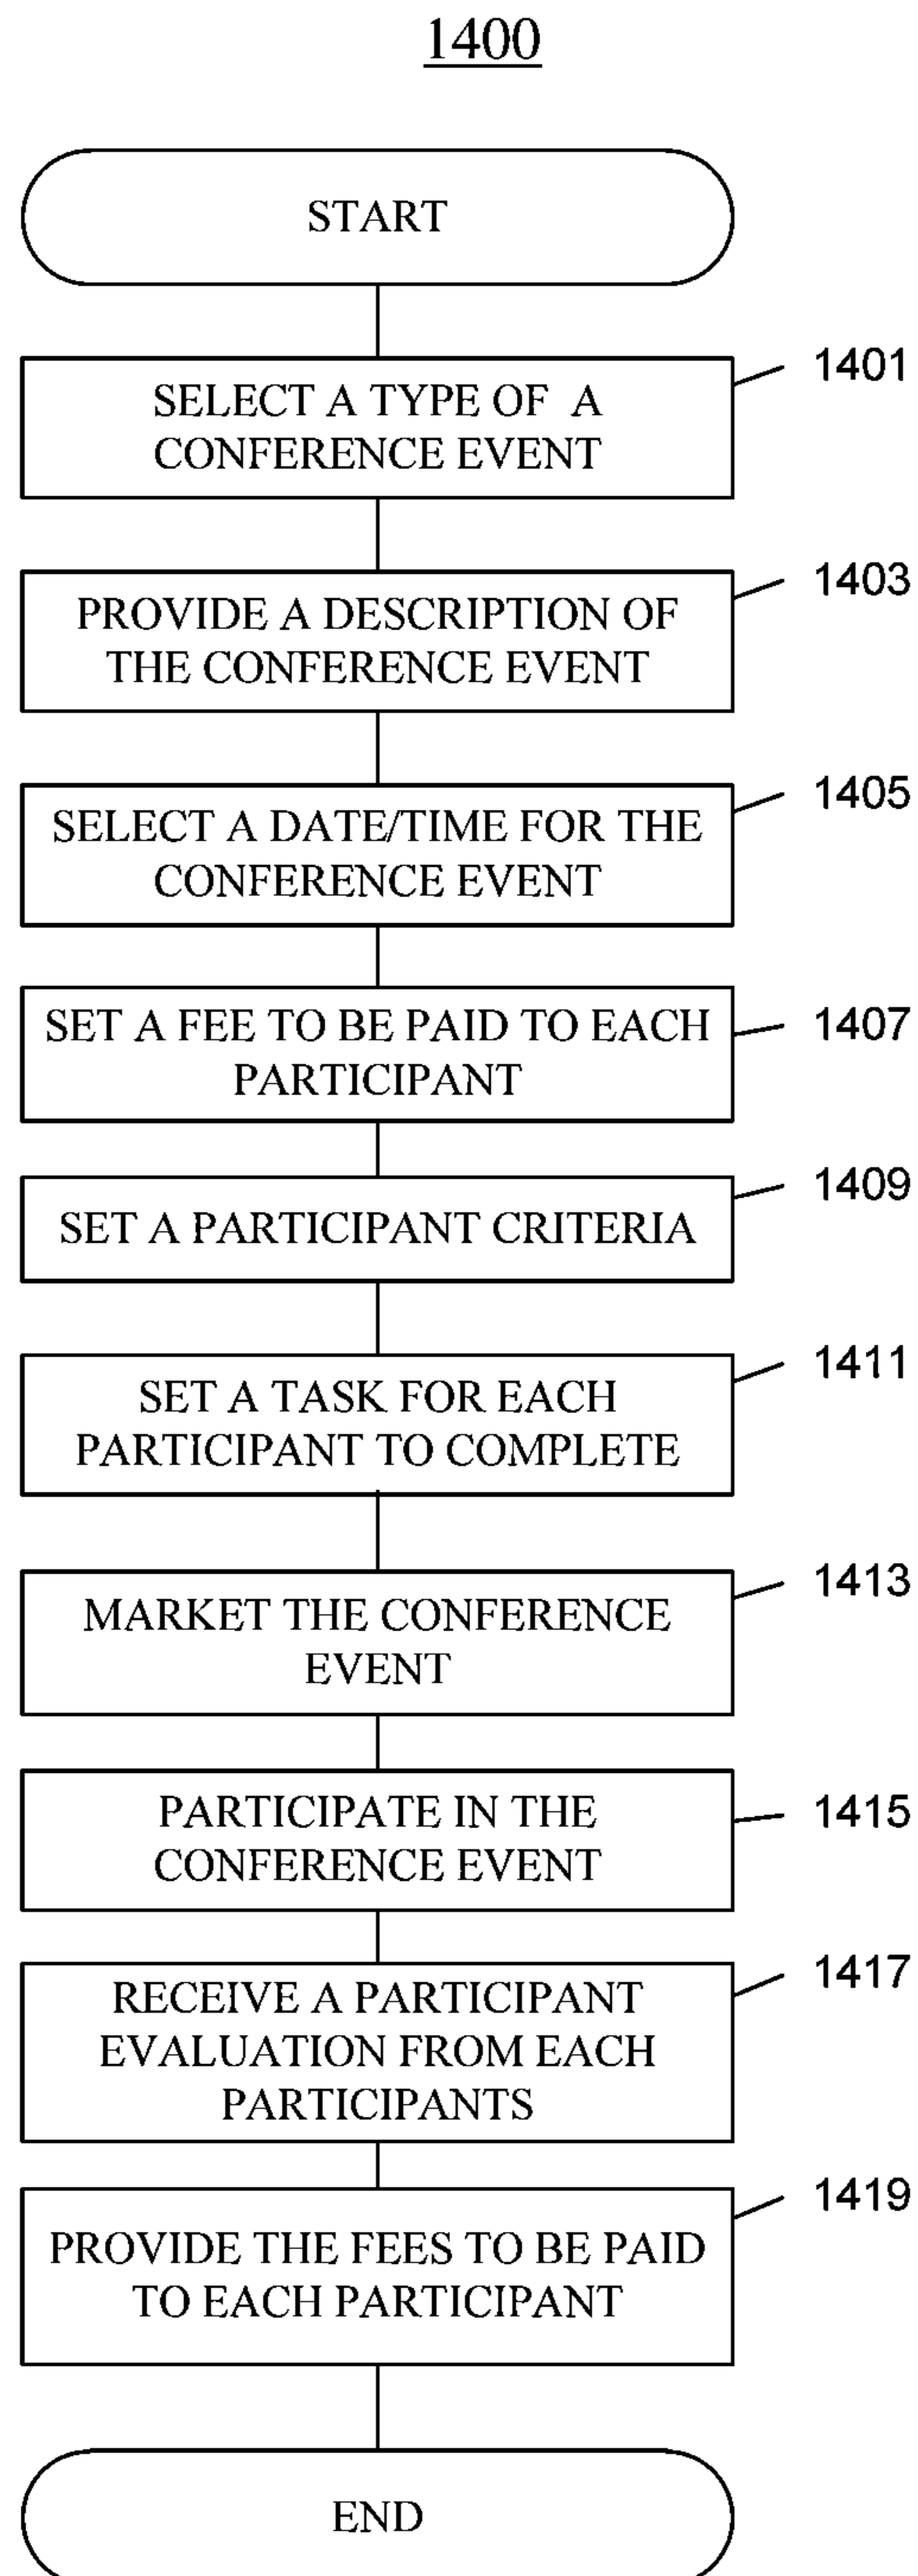 1400
START
SELECT A TYPE OF A
CONFERENCE EVENT
1401
PROVIDE A DESCRIPTION OF
THE CONFERENCE EVENT
1403
SELECT A DATE/TIME FOR THE
CONFERENCE EVENT
1405
SET A FEE TO BE PAID TO EACH
PARTICIPANT
1407
SET A PARTICIPANT CRITERIA
1409
SET A TASK FOR EACH
PARTICIPANT TO COMPLETE
1411
MARKET THE CONFERENCE
EVENT
1413
PARTICIPATE IN THE
CONFERENCE EVENT
1415
RECEIVE A PARTICIPANT
EVALUATION FROM EACH
PARTICIPANTS
1417
PROVIDE THE FEES TO BE PAID
TO EACH PARTICIPANT
1419
END